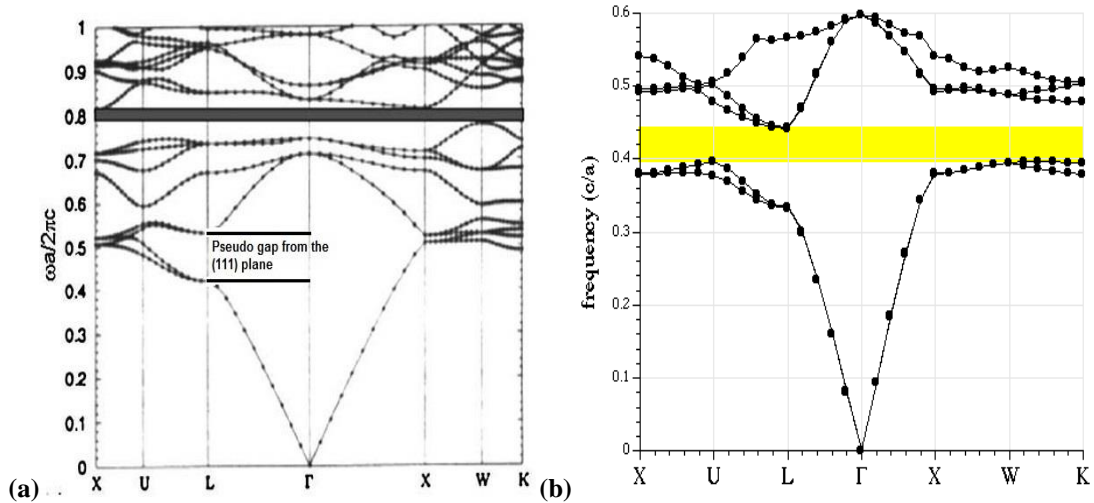 1
0.9
0.8
0.7
0.6
0.5
0.4
0.3
0.2
0.1
0
ωa/2πc
Pseudo gap from the
(111) plane
X U L Γ X W K
(a)
0.6
0.5
0.4
0.3
0.2
0.1
0
frequency (c/a)
X U L Γ X W K
(b)